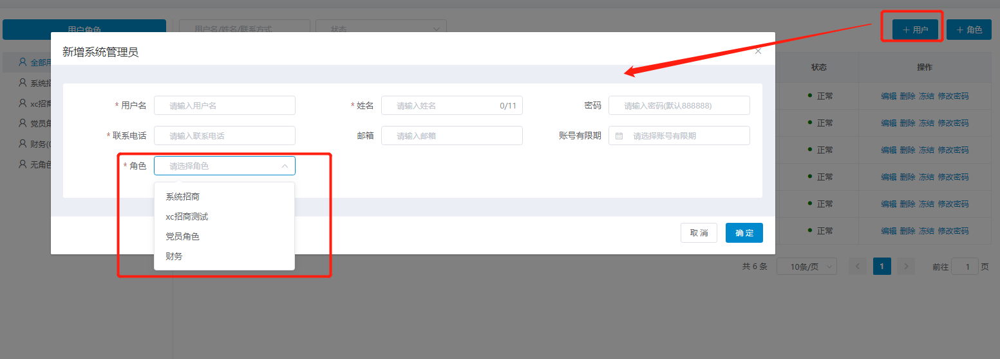 用户角色
用户名/姓名/联系方式
状态
＋ 用户
＋ 角色
新增系统管理员
全部用
系统招
xc招商
党员角
财务(
无角色
* 用户名 请输入用户名
* 姓名 请输入姓名 0/11
密码 请输入密码(默认888888)
* 联系电话 请输入联系电话
邮箱 请输入邮箱
账号有限期 请选择账号有限期
* 角色 请选择角色
系统招商
xc招商测试
党员角色
财务
取 消
确 定
状态 操作
正常 编辑 删除 冻结 修改密码
正常 编辑 删除 冻结 修改密码
正常 编辑 删除 冻结 修改密码
正常 编辑 删除 冻结 修改密码
正常 编辑 删除 冻结 修改密码
正常 编辑 删除 冻结 修改密码
共 6 条 10条/页 1 前往 1 页